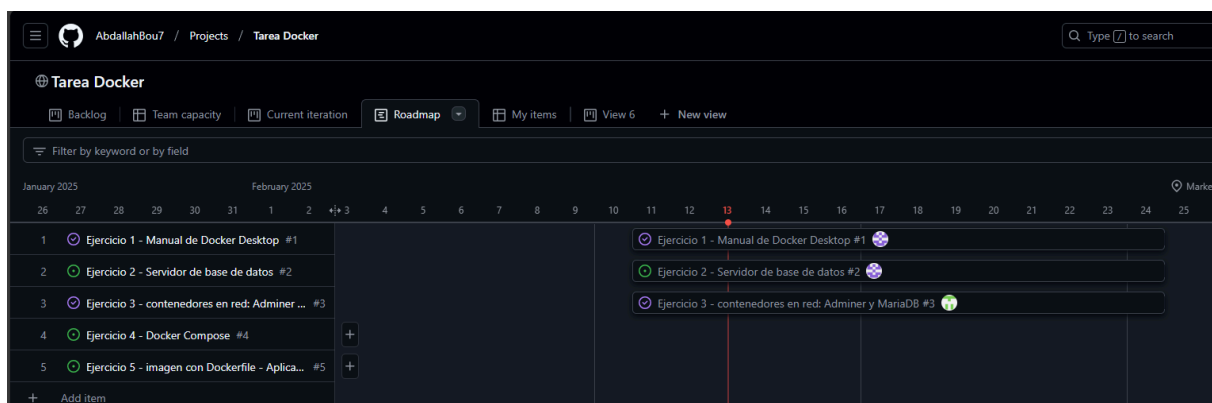 AbdallahBou7 / Projects / Tarea Docker
Type / to search
Tarea Docker
Backlog Team capacity Current iteration Roadmap My items View 6 + New view
Filter by keyword or by field
January 2025 February 2025 Marke
26 27 28 29 30 31 1 2 3 4 5 6 7 8 9 10 11 12 13 14 15 16 17 18 19 20 21 22 23 24 25
1 Ejercicio 1 - Manual de Docker Desktop #1 Ejercicio 1 - Manual de Docker Desktop #1
2 Ejercicio 2 - Servidor de base de datos #2 Ejercicio 2 - Servidor de base de datos #2
3 Ejercicio 3 - contenedores en red: Adminer ... #3 Ejercicio 3 - contenedores en red: Adminer y MariaDB #3
4 Ejercicio 4 - Docker Compose #4 +
5 Ejercicio 5 - imagen con Dockerfile - Aplica... #5 +
+ Add item